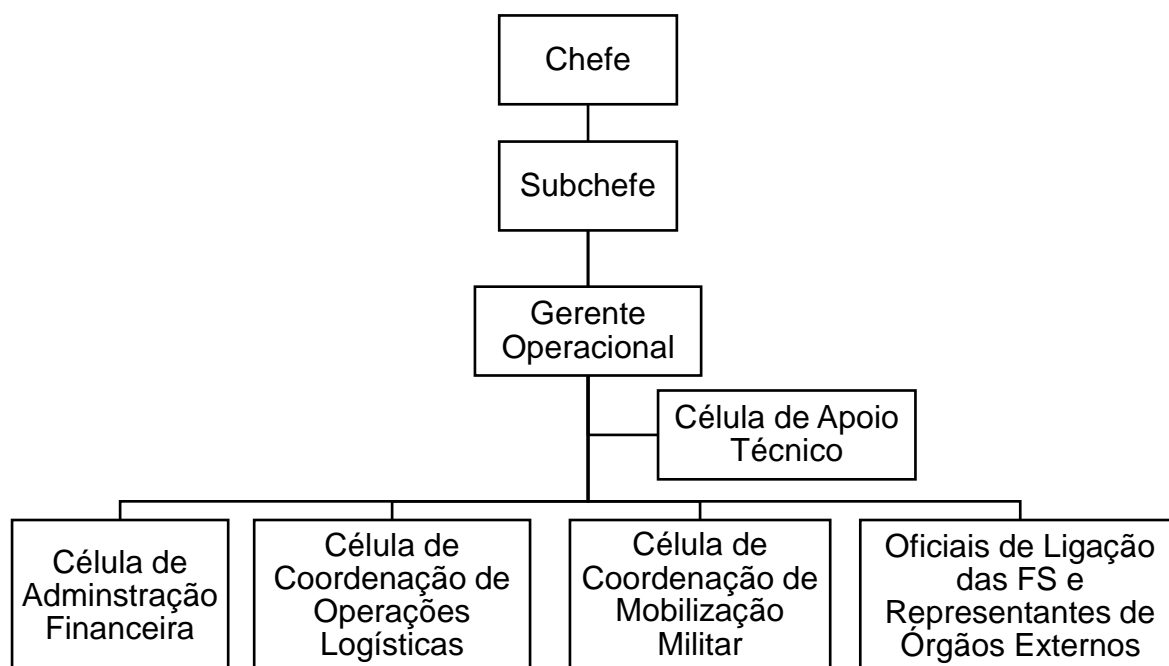 Chefe
Subchefe
Gerente
Operacional
Célula de Apoio
Técnico
Célula de
Adminstração
Financeira
Célula de
Coordenação de
Operações
Logísticas
Célula de
Coordenação de
Mobilização
Militar
Oficiais de Ligação
das FS e
Representantes de
Órgãos Externos